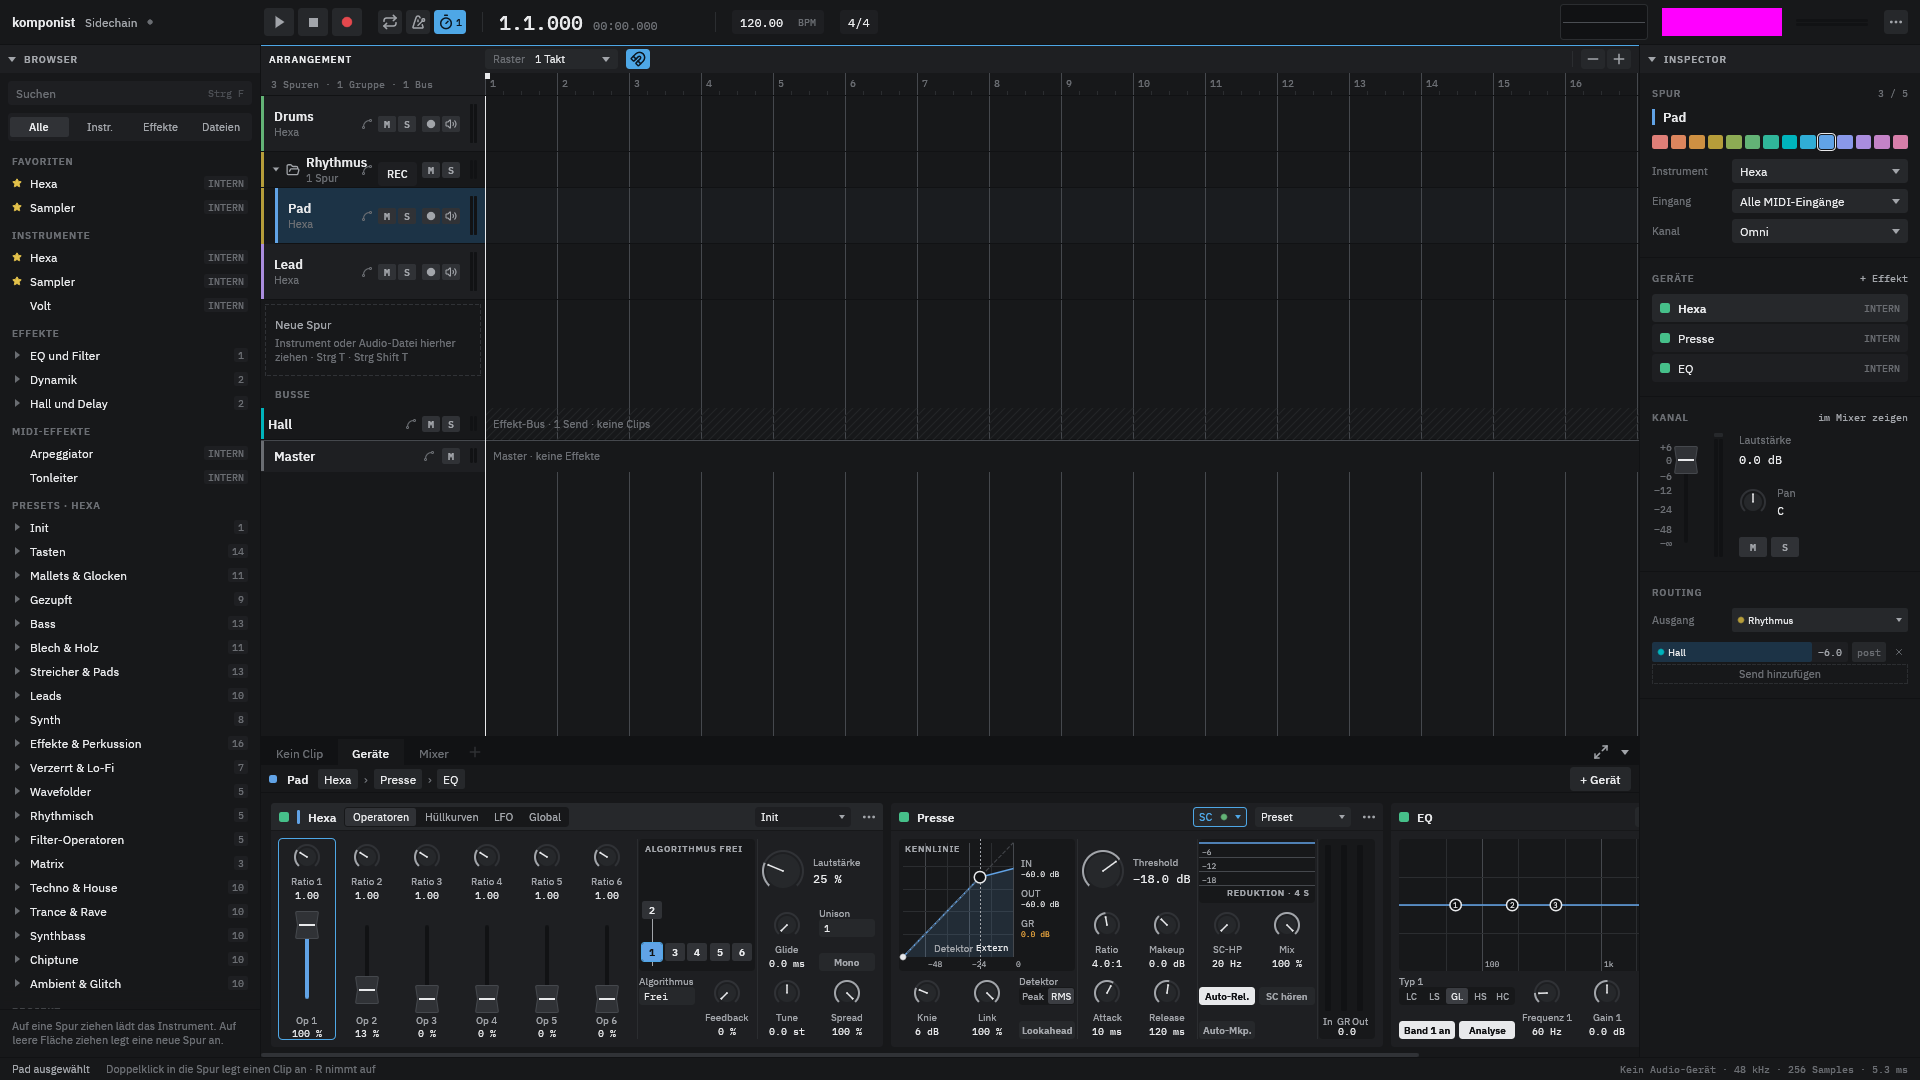 komponist Sidechain
1
1.1.000 00:00.000
120.00 BPM
4/4
BROWSER
Suchen Strg F
Alle Instr. Effekte Dateien
FAVORITEN
Hexa INTERN
Sampler INTERN
INSTRUMENTE
Hexa INTERN
Sampler INTERN
Volt INTERN
EFFEKTE
EQ und Filter 1
Dynamik 2
Hall und Delay 2
MIDI-EFFEKTE
Arpeggiator INTERN
Tonleiter INTERN
PRESETS · HEXA
Init 1
Tasten 14
Mallets & Glocken 11
Gezupft 9
Bass 13
Blech & Holz 11
Streicher & Pads 13
Leads 10
Synth 8
Effekte & Perkussion 16
Verzerrt & Lo-Fi 7
Wavefolder 5
Rhythmisch 5
Filter-Operatoren 5
Matrix 3
Techno & House 10
Trance & Rave 10
Synthbass 10
Chiptune 10
Ambient & Glitch 10
Auf eine Spur ziehen lädt das Instrument. Auf
leere Fläche ziehen legt eine neue Spur an.
ARRANGEMENT
Raster 1 Takt
3 Spuren · 1 Gruppe · 1 Bus
1 2 3 4 5 6 7 8 9 10 11 12 13 14 15 16
Drums
Hexa
M S
Rhythmus
1 Spur
REC
M S
Pad
Hexa
M S
Lead
Hexa
M S
Neue Spur
Instrument oder Audio-Datei hierher
ziehen · Strg T · Strg Shift T
BUSSE
Hall M S
Effekt-Bus · 1 Send · keine Clips
Master M
Master · keine Effekte
Kein Clip Geräte Mixer
Pad Hexa › Presse › EQ
+ Gerät
Hexa Operatoren Hüllkurven LFO Global Init
Ratio 1 Ratio 2 Ratio 3 Ratio 4 Ratio 5 Ratio 6
1.00 1.00 1.00 1.00 1.00 1.00
Op 1 Op 2 Op 3 Op 4 Op 5 Op 6
100 % 13 % 0 % 0 % 0 % 0 %
ALGORITHMUS FREI
2
1 3 4 5 6
Algorithmus
Frei
Feedback
0 %
Lautstärke
25 %
Glide
0.0 ms
Unison
1
Mono
Tune
0.0 st
Spread
100 %
Presse SC Preset
KENNLINIE
IN
-60.0 dB
OUT
-60.0 dB
GR
0.0 dB
Detektor Extern
-48 -24 0
Knie
6 dB
Link
100 %
Detektor
Peak RMS
Lookahead
Threshold
-18.0 dB
Ratio
4.0:1
Makeup
0.0 dB
Attack
10 ms
Release
120 ms
-6
-12
-18
REDUKTION · 4 S
SC-HP
20 Hz
Mix
100 %
Auto-Rel. SC hören
Auto-Mkp.
In GR Out
0.0
EQ
1 2 3
100 1k
Typ 1
LC LS GL HS HC
Band 1 an Analyse
Frequenz 1
60 Hz
Gain 1
0.0 dB
INSPECTOR
SPUR 3 / 5
Pad
Instrument Hexa
Eingang Alle MIDI-Eingänge
Kanal Omni
GERÄTE + Effekt
Hexa INTERN
Presse INTERN
EQ INTERN
KANAL im Mixer zeigen
+6
0
-6
-12
-24
-48
-∞
Lautstärke
0.0 dB
Pan
C
M S
ROUTING
Ausgang Rhythmus
Hall -6.0 post ×
Send hinzufügen
Pad ausgewählt Doppelklick in die Spur legt einen Clip an · R nimmt auf
Kein Audio-Gerät · 48 kHz · 256 Samples · 5.3 ms